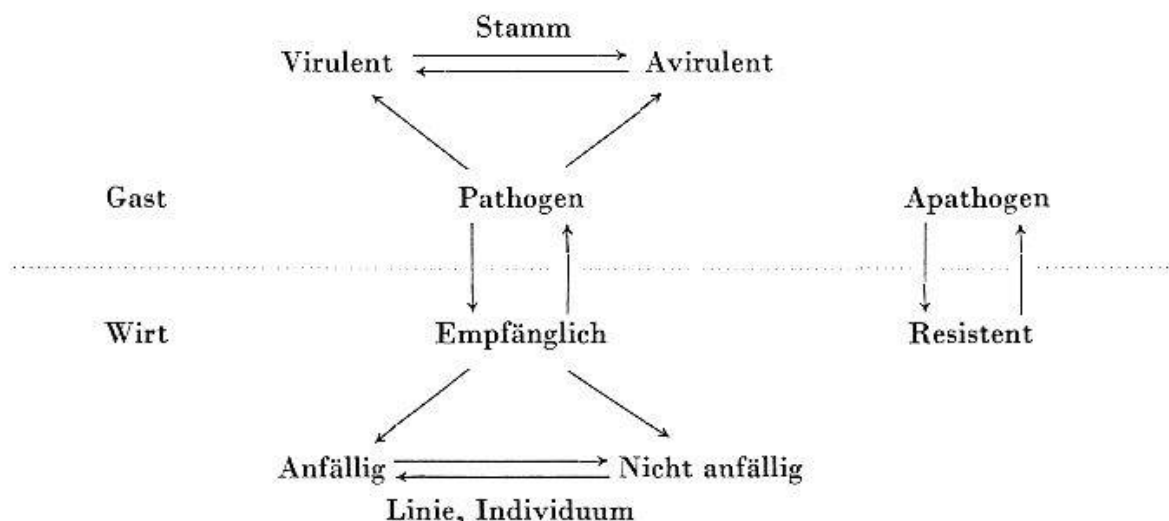 Stamm
Virulent Avirulent
Gast Pathogen Apathogen
Wirt Empfänglich Resistent
Anfällig Nicht anfällig
Linie, Individuum